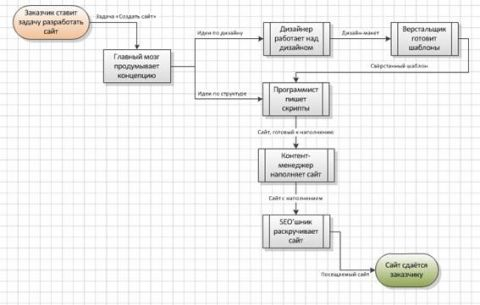 Заказчик ставит
задачу разработать
сайт
Задача «Создать сайт»
Главный мозг
продумывает
концепцию
Идеи по дизайну
Дизайнер
работает над
дизайном
Дизайн-макет
Верстальщик
готовит
шаблоны
Свёрстанный шаблон
Идеи по структуре
Программист
пишет
скрипты
Сайт, готовый к наполнению
Контент-
менеджер
наполняет сайт
Сайт с наполнением
SEO'шник
раскручивает
сайт
Посещаемый сайт
Сайт сдаётся
заказчику